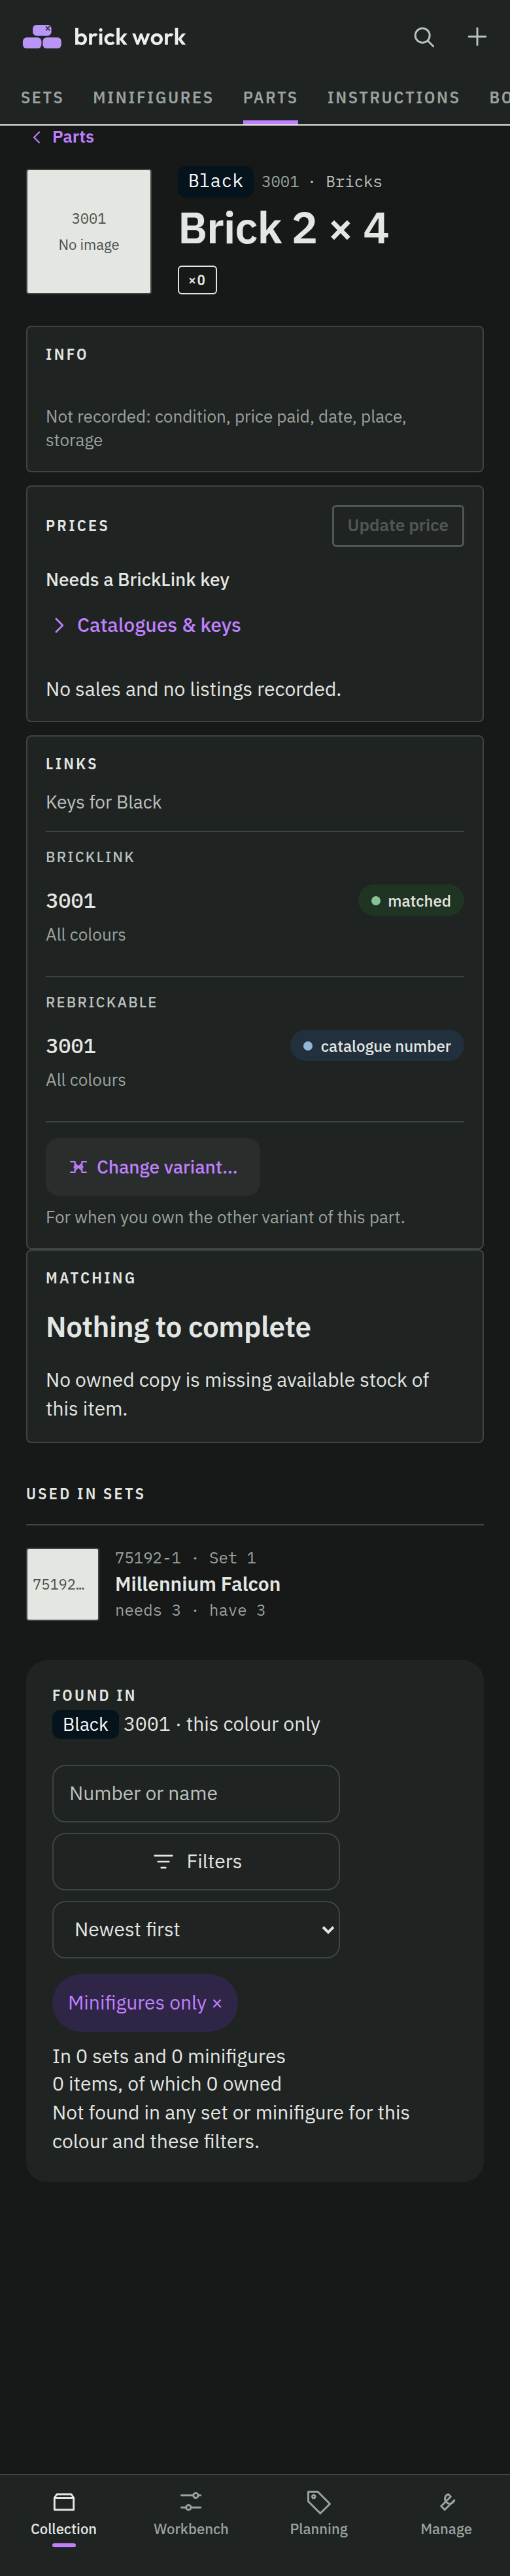 brick work
SETS MINIFIGURES PARTS INSTRUCTIONS BO
Parts
3001
No image
Black 3001 · Bricks
Brick 2 × 4
×0
INFO
Not recorded: condition, price paid, date, place,
storage
PRICES
Update price
Needs a BrickLink key
Catalogues & keys
No sales and no listings recorded.
LINKS
Keys for Black
BRICKLINK
3001
matched
All colours
REBRICKABLE
3001
catalogue number
All colours
Change variant…
For when you own the other variant of this part.
MATCHING
Nothing to complete
No owned copy is missing available stock of
this item.
USED IN SETS
75192…
75192-1 · Set 1
Millennium Falcon
needs 3 · have 3
FOUND IN
Black 3001 · this colour only
Number or name
Filters
Newest first
Minifigures only ×
In 0 sets and 0 minifigures
0 items, of which 0 owned
Not found in any set or minifigure for this
colour and these filters.
Collection Workbench Planning Manage